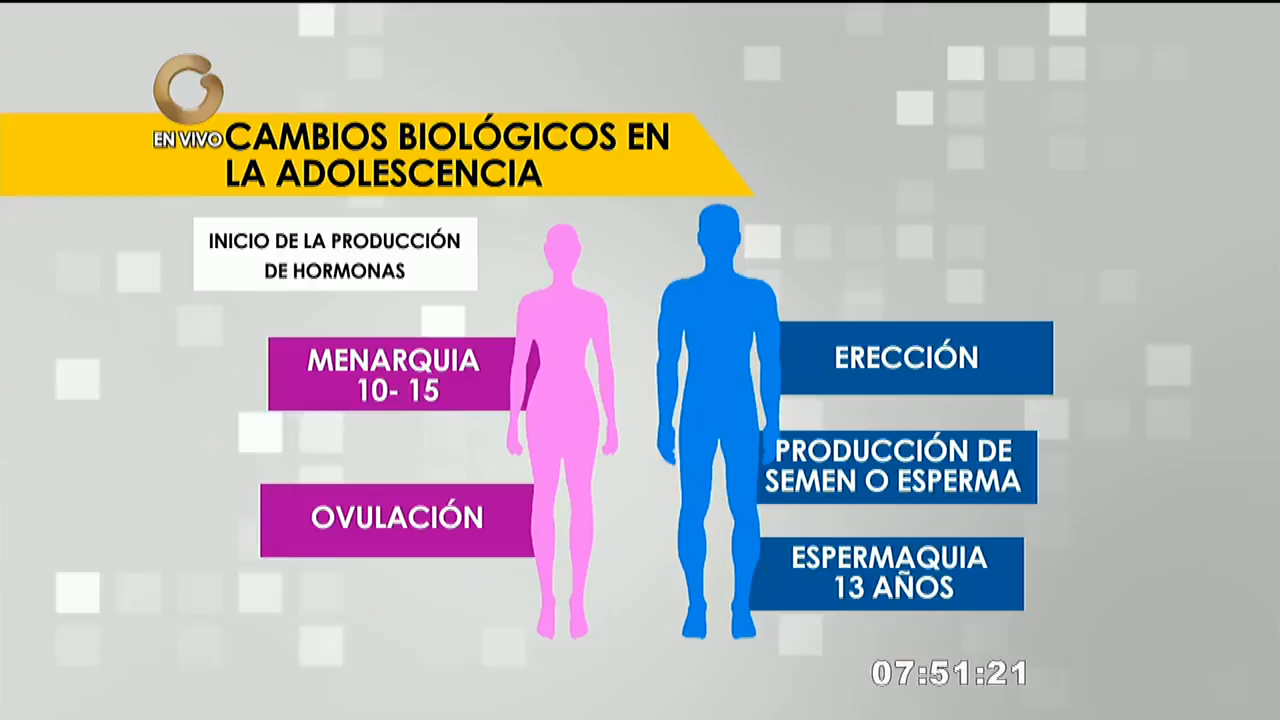 EN VIVO
CAMBIOS BIOLÓGICOS EN
LA ADOLESCENCIA
INICIO DE LA PRODUCCIÓN
DE HORMONAS
MENARQUIA
10- 15
OVULACIÓN
ERECCIÓN
PRODUCCIÓN DE
SEMEN O ESPERMA
ESPERMAQUIA
13 AÑOS
07:51:21